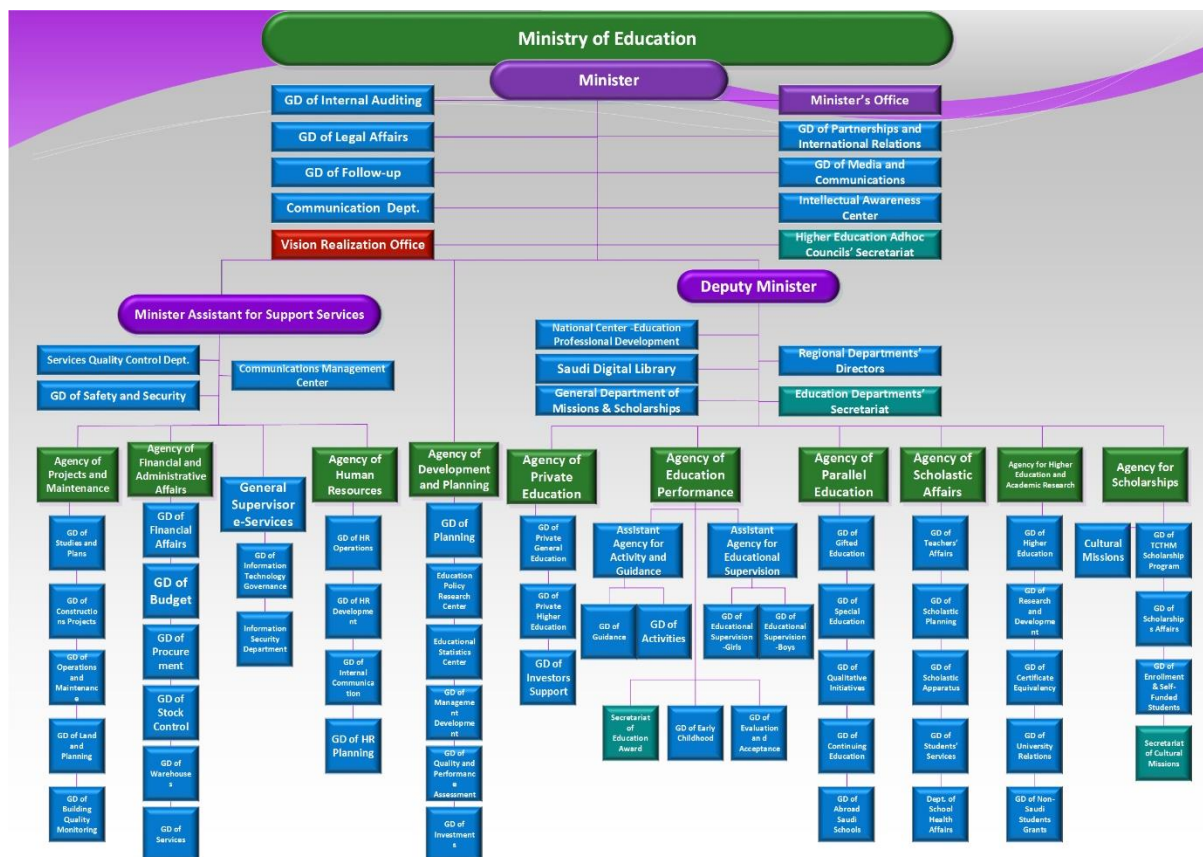 Ministry of Education
Minister
GD of Internal Auditing
Minister's Office
GD of Legal Affairs
GD of Partnerships and
International Relations
GD of Follow-up
GD of Media and
Communications
Communication Dept.
Intellectual Awareness
Center
Vision Realization Office
Higher Education Adhoc
Councils' Secretariat
Deputy Minister
Minister Assistant for Support Services
National Center -Education
Professional Development
Services Quality Control Dept.
Communications Management
Center
Saudi Digital Library
Regional Departments'
Directors
GD of Safety and Security
General Department of
Missions & Scholarships
Education Departments'
Secretariat
Agency of
Projects and
Maintenance
Agency of
Financial and
Administrative
Affairs
General
Supervisor
e-Services
Agency of
Human
Resources
Agency of
Development
and Planning
Agency of
Private
Education
Agency of
Education
Performance
Agency of
Parallel
Education
Agency of
Scholastic
Affairs
Agency for Higher
Education and
Academic Research
Agency for
Scholarships
GD of
Studies and
Plans
GD of
Constructio
ns Projects
GD of
Operations
and
Maintenanc
e
GD of Land
and
Planning
GD of
Building
Quality
Monitoring
GD of
Financial
Affairs
GD of
Budget
GD of
Procure
ment
GD of
Stock
Control
GD of
Warehouse
s
GD of
Services
GD of
Information
Technology
Governance
Information
Security
Department
GD of HR
Operations
GD of HR
Developme
nt
GD of
Internal
Communica
tion
GD of HR
Planning
GD of
Planning
Education
Policy
Research
Center
Educational
Statistics
Center
GD of
Management
Development
GD of
Quality and
Performanc
e
Assessment
GD of
Investment
s
GD of
Private
General
Education
GD of
Private
Higher
Education
GD of
Investors
Support
Assistant
Agency for
Activity and
Guidance
Assistant
Agency for
Educational
Supervision
GD of
Guidance
GD of
Activities
GD of
Educational
Supervision
-Girls
GD of
Educational
Supervision-
Boys
Secretariat
of
Education
Award
GD of Early
Childhood
GD of
Evaluation
and
Acceptance
GD of
Gifted
Education
GD of
Special
Education
GD of
Qualitative
Initiatives
GD of
Continuing
Education
GD of
Abroad
Saudi
Schools
GD of
Teachers'
Affairs
GD of
Scholastic
Planning
GD of
Scholastic
Apparatus
GD of
Students'
Services
Dept. of
School
Health
Affairs
GD of
Higher
Education
GD of
Research
and
Developme
nt
GD of
Certificate
Equivalency
GD of
University
Relations
GD of Non-
Saudi
Students
Grants
Cultural
Missions
GD of
TCTHM
Scholarship
Program
GD of
Scholarship
s Affairs
GD of
Enrollment
& Self-
Funded
Students
Secretariat
of Cultural
Missions